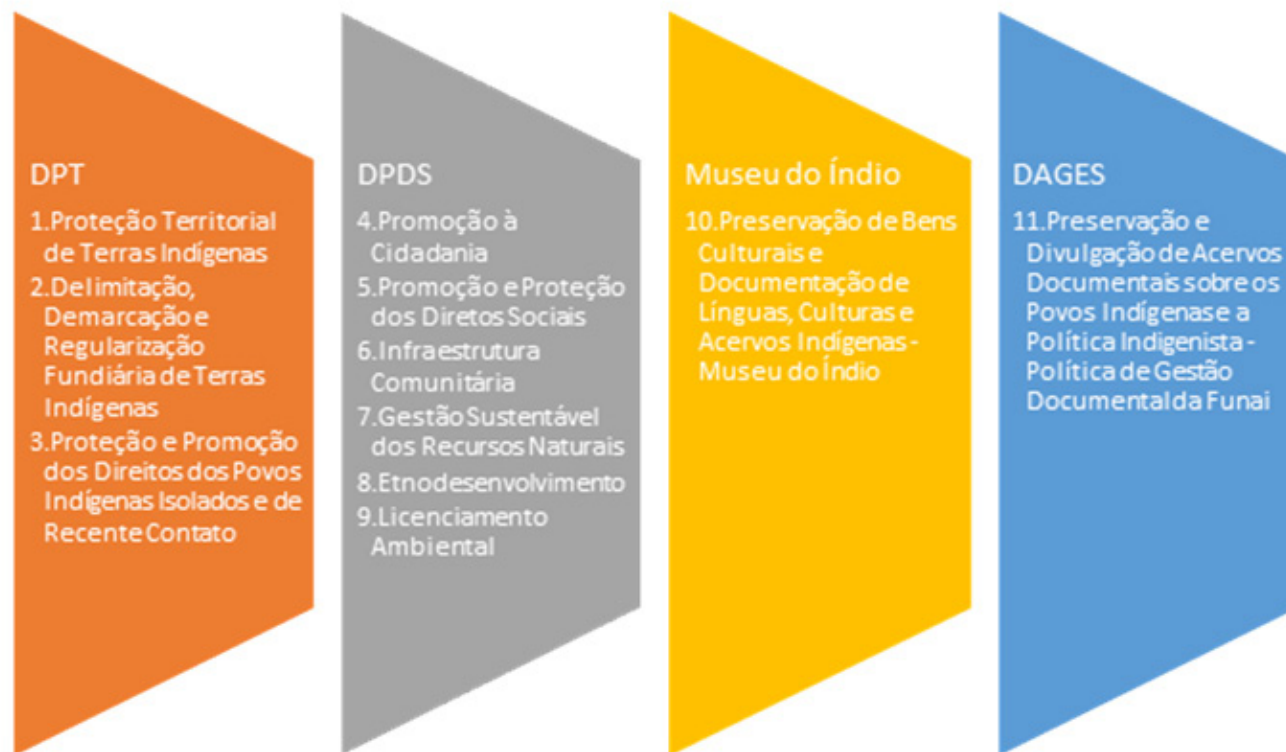 DPT
1.Proteção Territorial
de Terras Indígenas
2.Delimitação,
Demarcação e
Regularização
Fundiária de Terras
Indígenas
3.Proteção e Promoção
dos Direitos dos Povos
Indígenas Isolados e de
Recente Contato
DPDS
4.Promoção à
Cidadania
5.Promoção e Proteção
dos Diretos Sociais
6.Infraestrutura
Comunitária
7.Gestão Sustentável
dos Recursos Naturais
8.Etnodesenvolvimento
9.Licenciamento
Ambiental
Museu do Índio
10.Preservação de Bens
Culturais e
Documentação de
Línguas, Culturas e
Acervos Indígenas -
Museu do Índio
DAGES
11.Preservação e
Divulgação de Acervos
Documentais sobre os
Povos Indígenas e a
Política Indigenista -
Política de Gestão
Documental da Funai